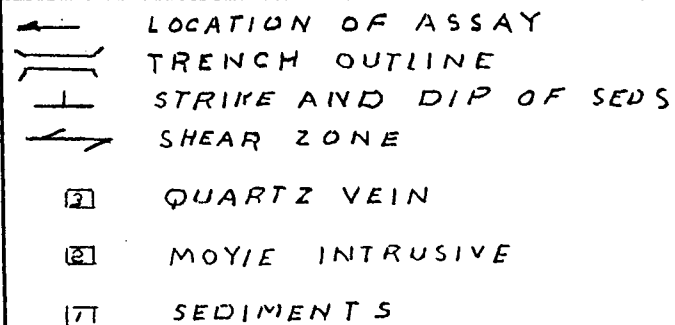 LOCATION OF ASSAY
TRENCH OUTLINE
STRIKE AND DIP OF SEDS
SHEAR ZONE
3 QUARTZ VEIN
2 MOYIE INTRUSIVE
1 SEDIMENTS